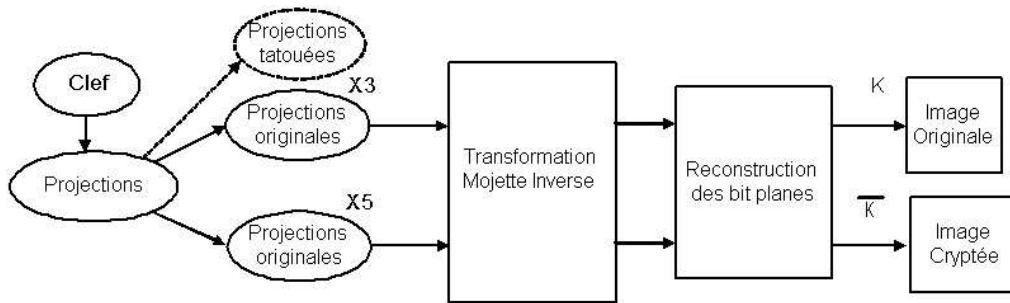 Projections
tatouées
Clef
X3
Projections
originales
Projections
X5
Projections
originales
Transformation
Mojette Inverse
Reconstruction
des bit planes
K
Image
Originale
K̅
Image
Cryptée